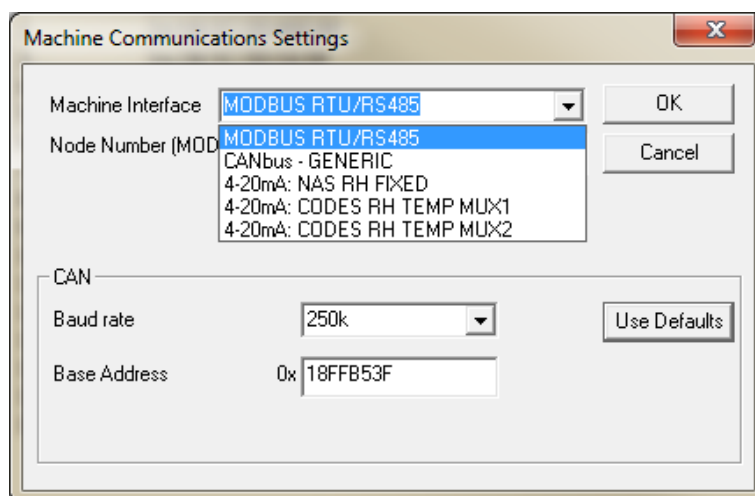 Machine Communications Settings
Machine Interface MODBUS RTU/RS485 OK
Node Number (MOD MODBUS RTU/RS485 Cancel
CANbus - GENERIC
4-20mA: NAS RH FIXED
4-20mA: CODES RH TEMP MUX1
4-20mA: CODES RH TEMP MUX2
CAN
Baud rate 250k Use Defaults
Base Address 0x 18FFB53F